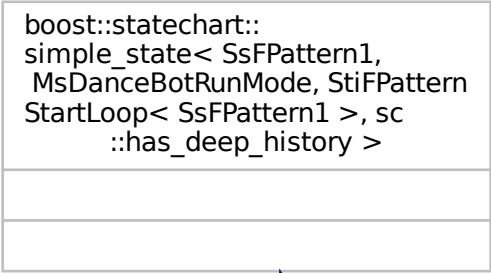 boost::statechart::
simple_state< SsFPattern1,
MsDanceBotRunMode, StiFPattern
StartLoop< SsFPattern1 >, sc
::has_deep_history >